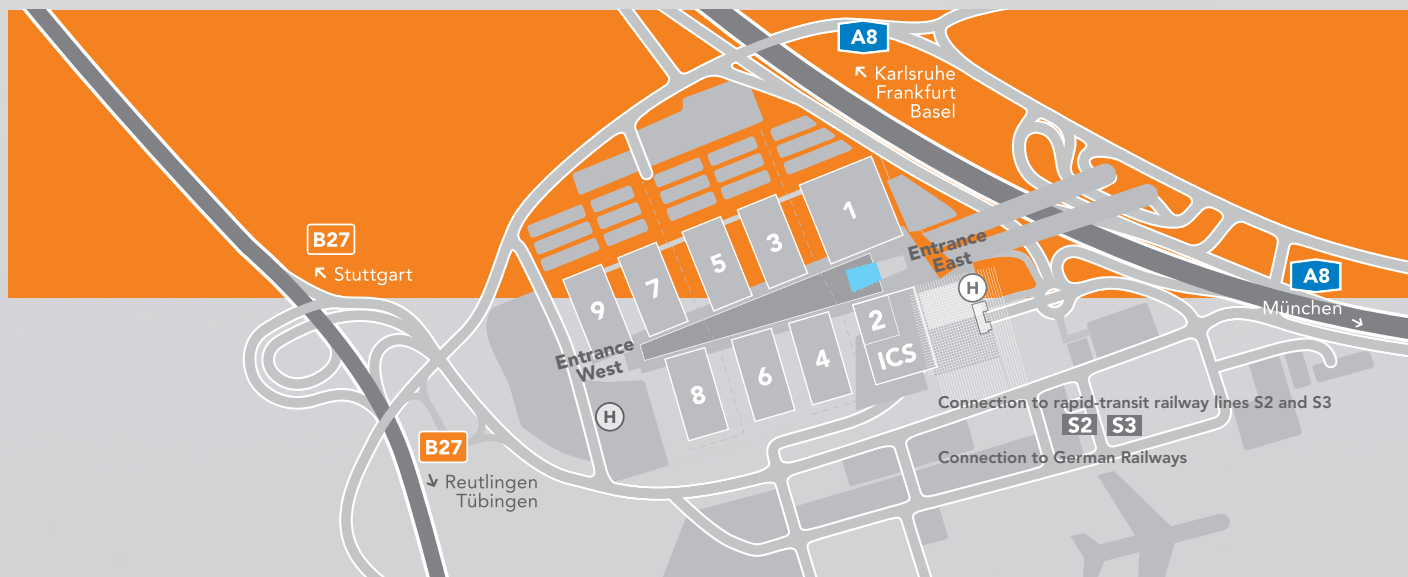 A8
Karlsruhe
Frankfurt
Basel
B27
Stuttgart
1
3
5
7
9
Entrance
East
H
A8
München
2
ICS
4
6
8
Entrance
West
H
Connection to rapid-transit railway lines S2 and S3
S2 S3
Connection to German Railways
B27
Reutlingen
Tübingen